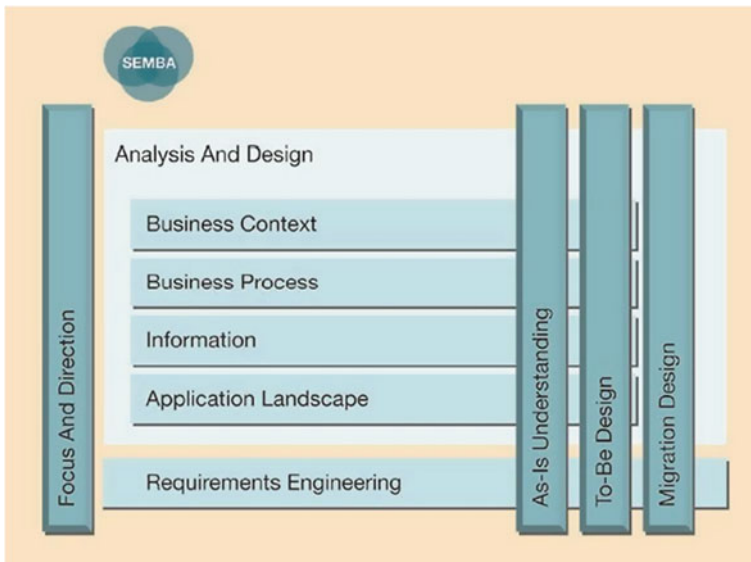 SEMBA
Focus And Direction
Analysis And Design
Business Context
Business Process
Information
Application Landscape
Requirements Engineering
As-Is Understanding
To-Be Design
Migration Design